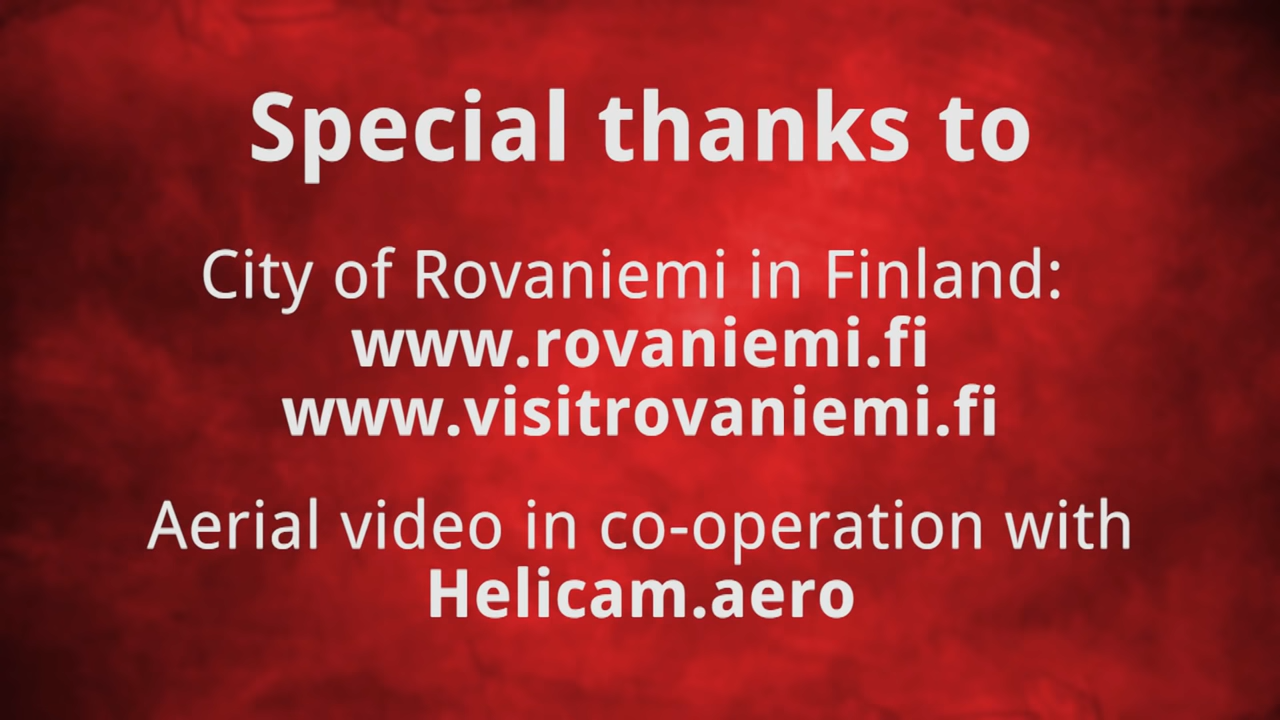 Special thanks to
City of Rovaniemi in Finland:
www.rovaniemi.fi
www.visitrovaniemi.fi
Aerial video in co-operation with
Helicam.aero